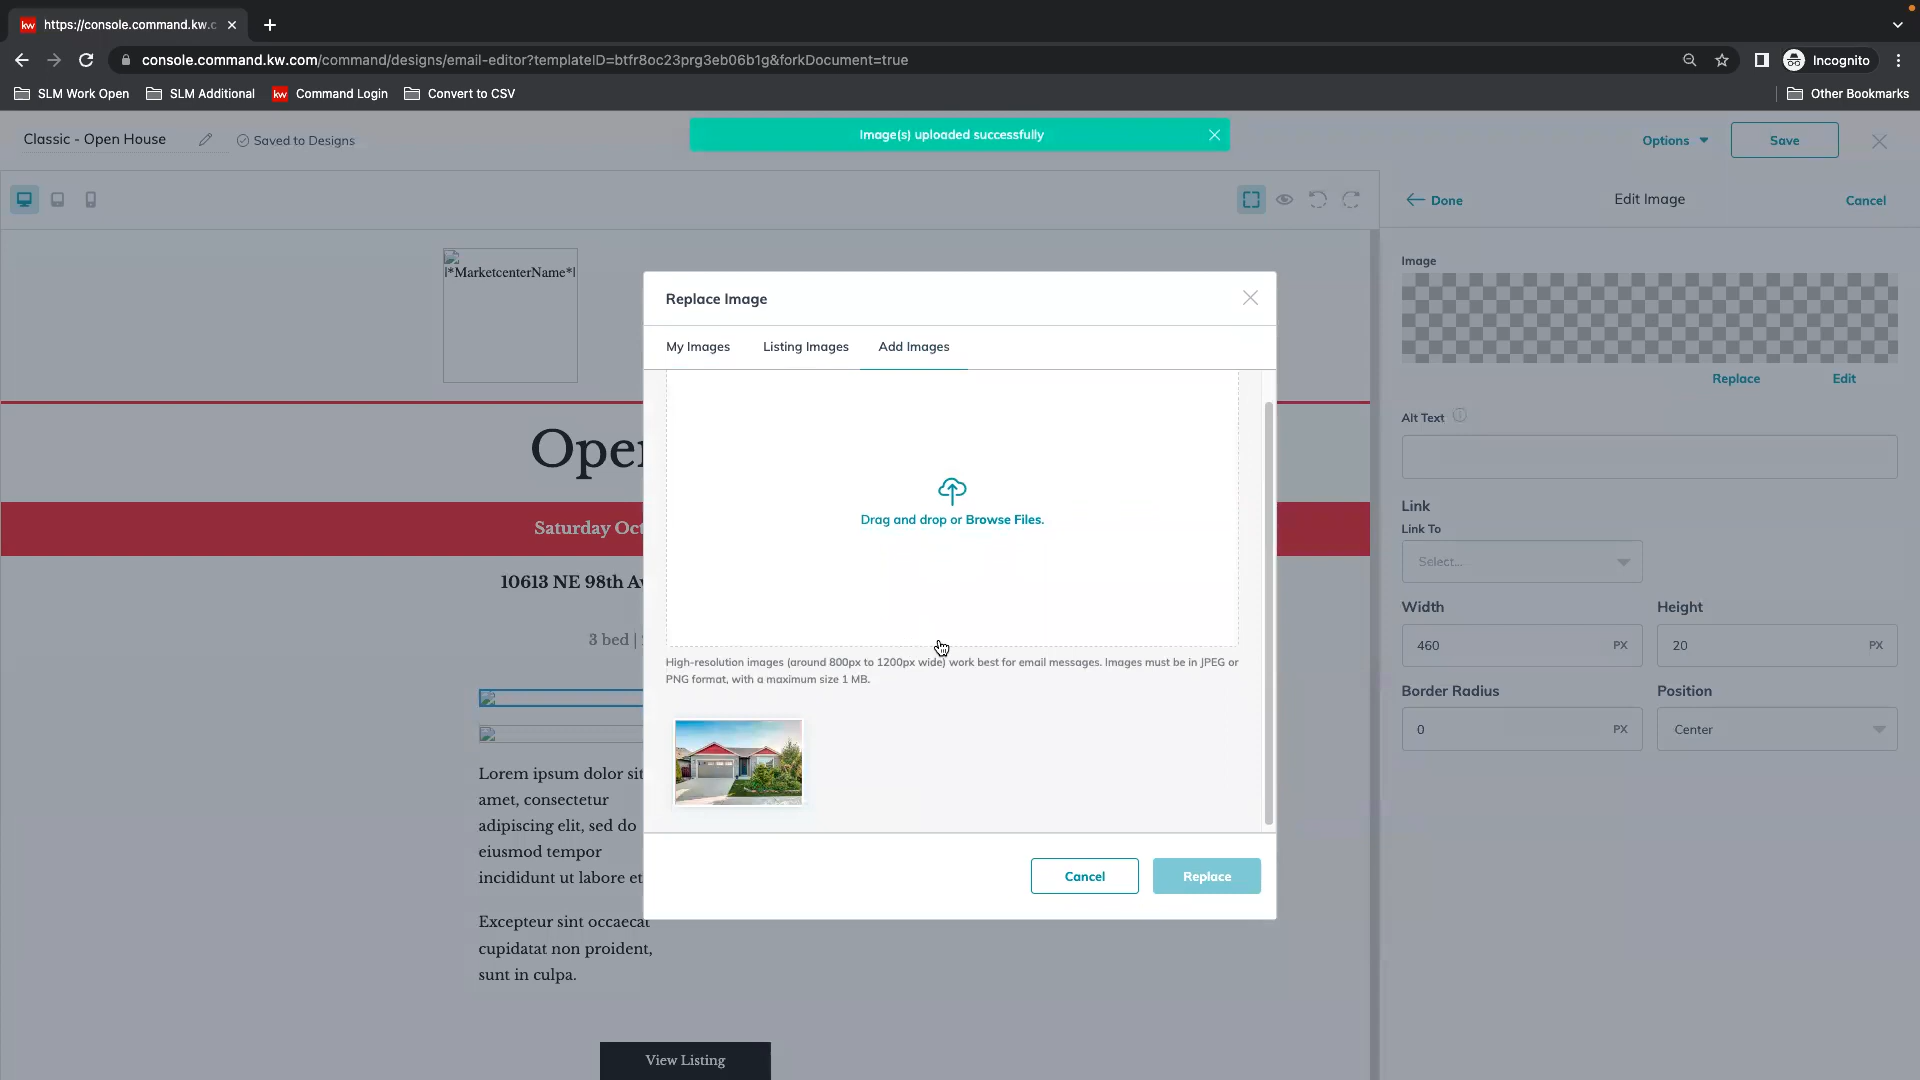 https://console.command.kw.c
console.command.kw.com/command/designs/email-editor?templateID=btfr8oc23prg3eb06b1g&forkDocument=true
Incognito
SLM Work Open
SLM Additional
kw
Command Login
Convert to CSV
Other Bookmarks
Classic - Open House
Saved to Designs
Image(s) uploaded successfully
Options
Save
Done
Edit Image
Cancel
|*MarketcenterName*|
Open
Saturday Oct
10613 NE 98th Av
3 bed |
Lorem ipsum dolor sit
amet, consectetur
adipiscing elit, sed do
eiusmod tempor
incididunt ut labore et
Excepteur sint occaecat
cupidatat non proident,
sunt in culpa.
View Listing
Replace Image
My Images
Listing Images
Add Images
Drag and drop or Browse Files.
High-resolution images (around 800px to 1200px wide) work best for email messages. Images must be in JPEG or
PNG format, with a maximum size 1 MB.
Cancel
Replace
Image
Replace
Edit
Alt Text
Link
Link To
Select...
Width
Height
460 PX
20 PX
Border Radius
Position
0 PX
Center